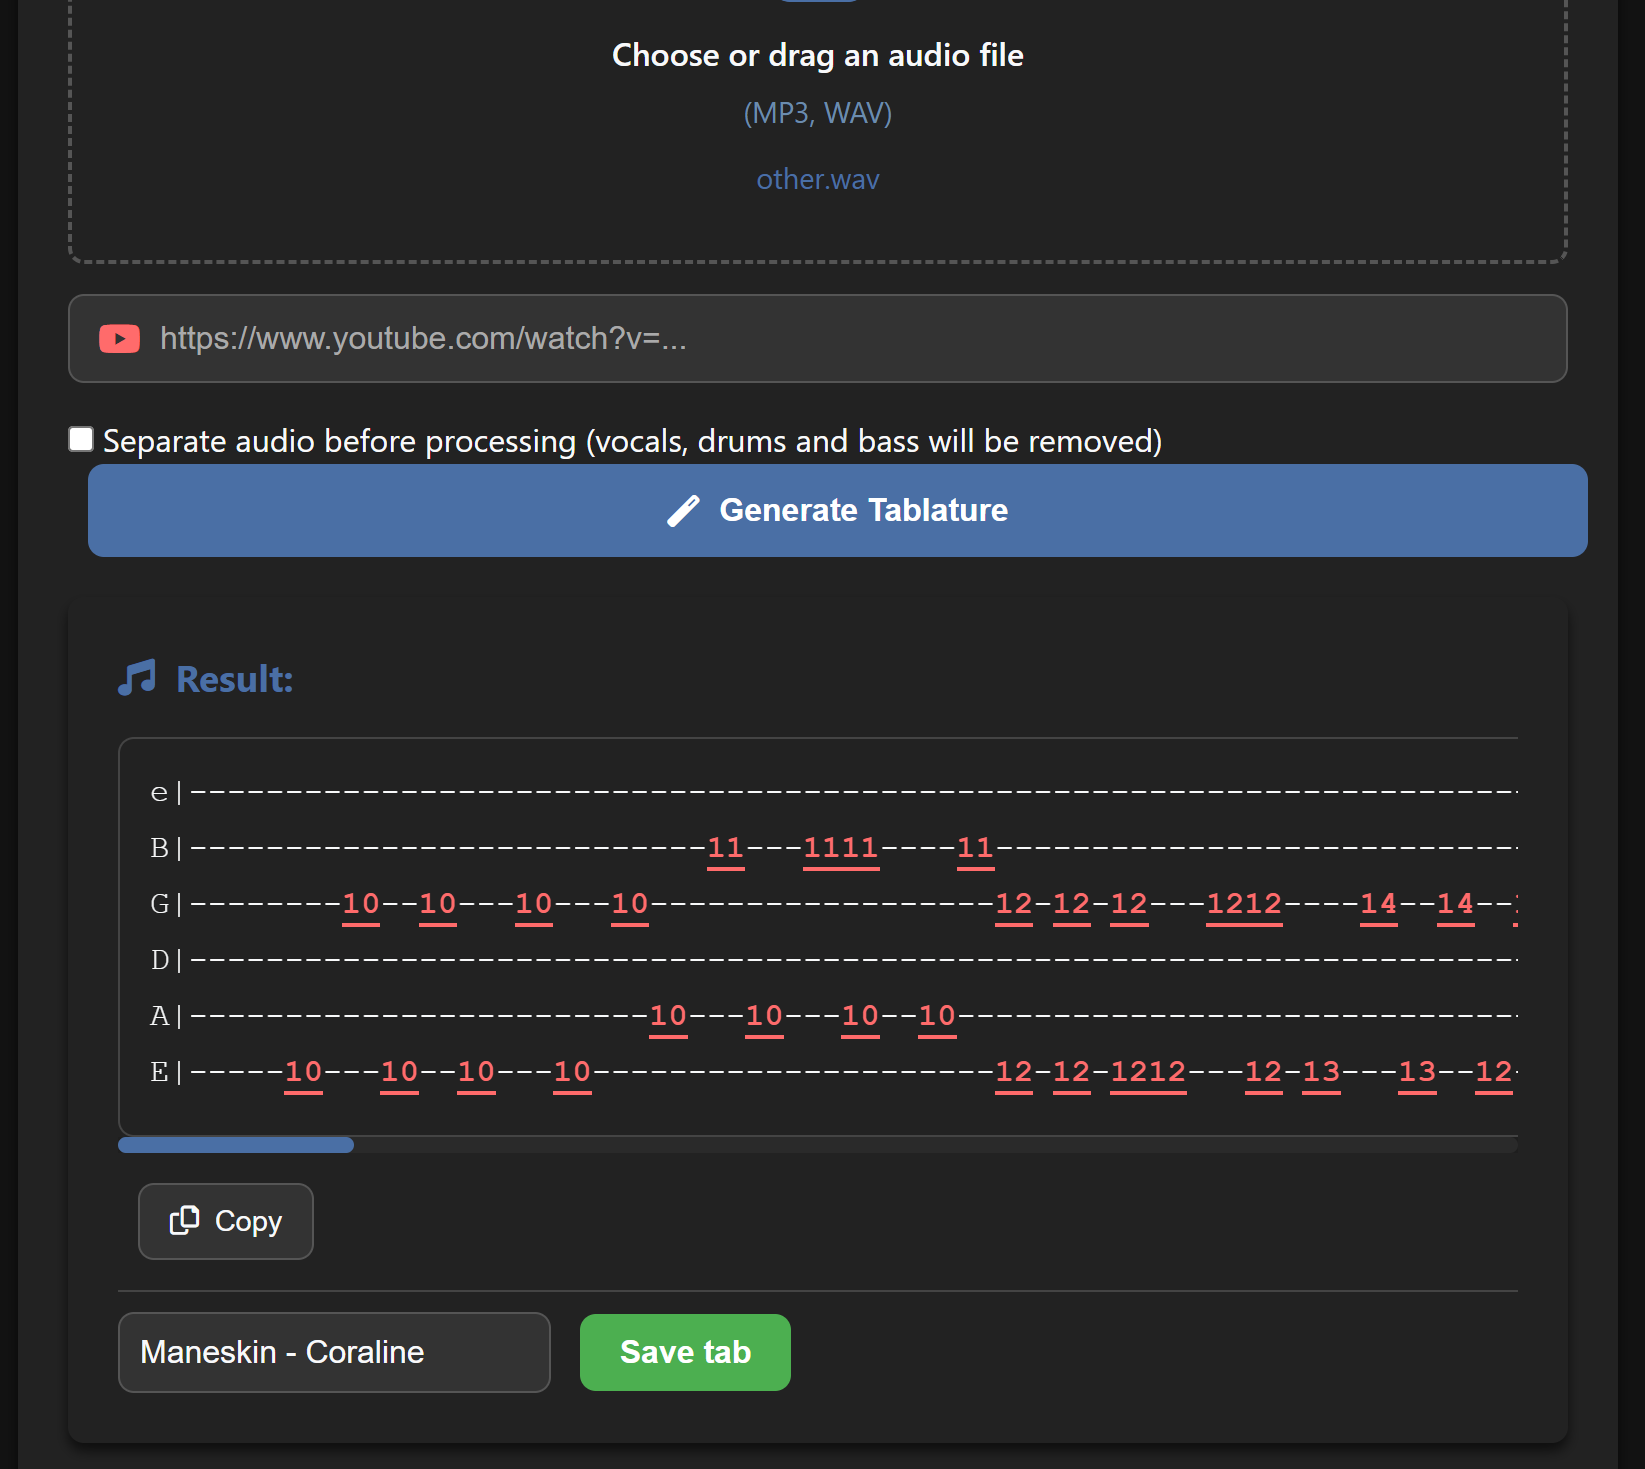 Choose or drag an audio file
(MP3, WAV)
other.wav
https://www.youtube.com/watch?v=...
Separate audio before processing (vocals, drums and bass will be removed)
Generate Tablature
Result:
e|---------------------------------------------------------------------
B|---------------------------11---1111----11---------------------------
G|--------10--10---10---10------------------12-12-12---1212----14--14--
D|---------------------------------------------------------------------
A|------------------------10---10---10--10-----------------------------
E|-----10---10--10---10---------------------12-12-1212---12-13---13--12
Copy
Maneskin - Coraline
Save tab